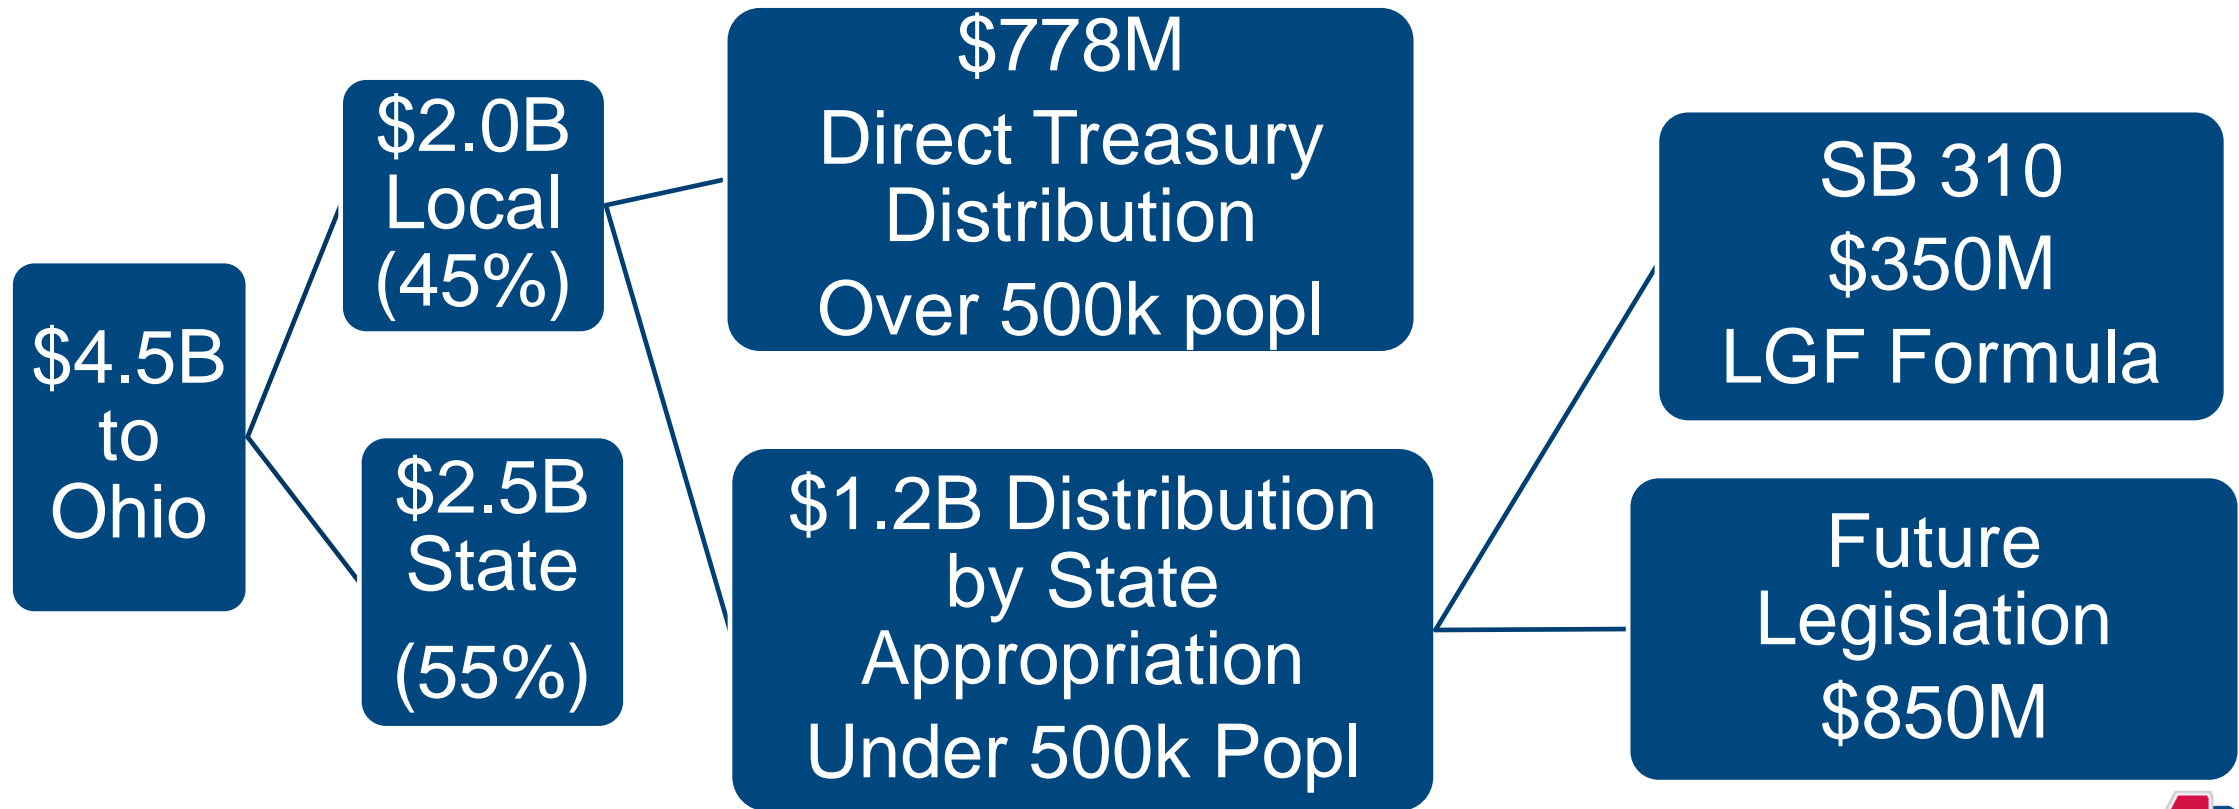 $4.5B
to
Ohio
$2.0B
Local
(45%)
$2.5B
State
(55%)
$778M
Direct Treasury
Distribution
Over 500k popl
$1.2B Distribution
by State
Appropriation
Under 500k Popl
SB 310
$350M
LGF Formula
Future
Legislation
$850M